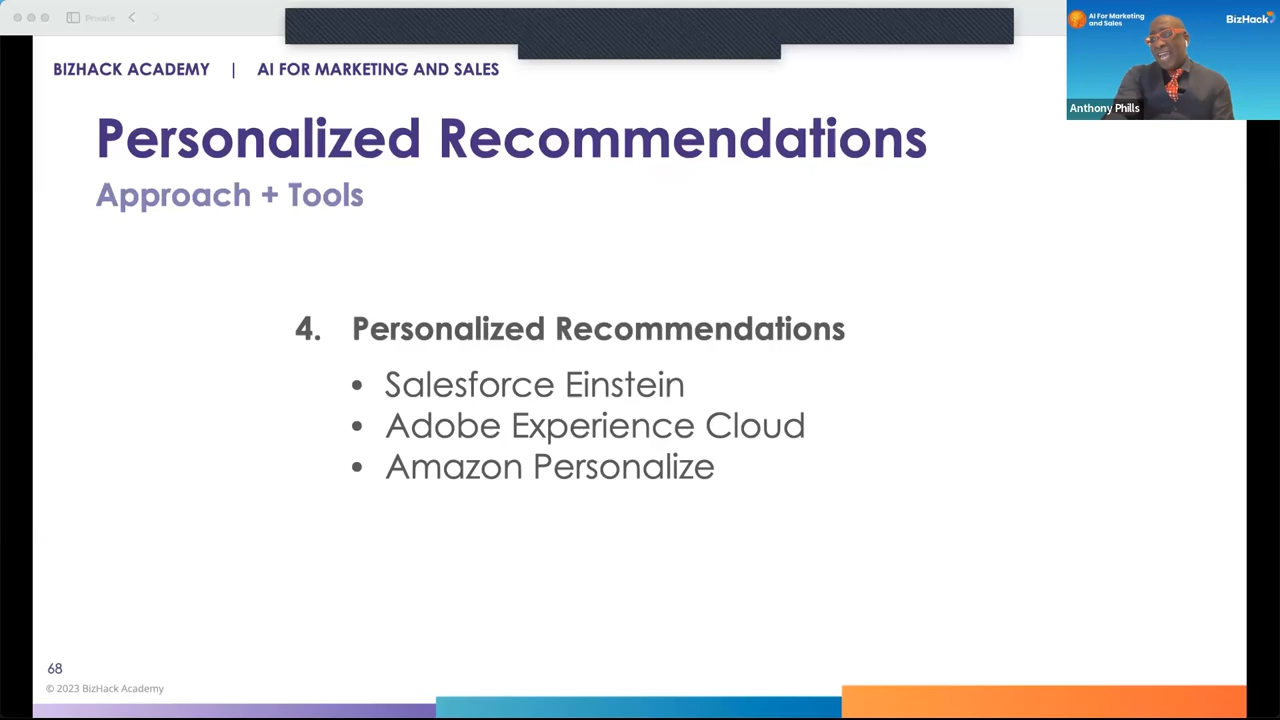 Private
AI For Marketing
and Sales
BizHack
BIZHACK ACADEMY | AI FOR MARKETING AND SALES
Anthony Phills
Personalized Recommendations
Approach + Tools
4. Personalized Recommendations
• Salesforce Einstein
• Adobe Experience Cloud
• Amazon Personalize
68
© 2023 BizHack Academy